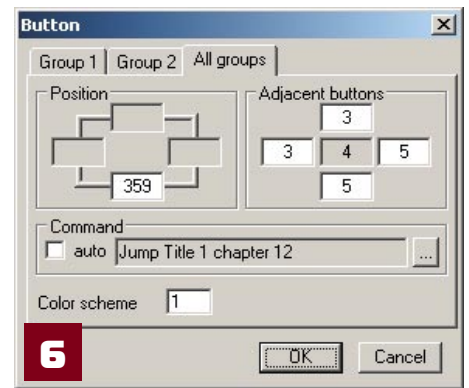 Button
Group 1 Group 2 All groups
Position Adjacent buttons
3
3 4 5
359 5
Command
auto Jump Title 1 chapter 12 ...
Color scheme 1
6 OK Cancel